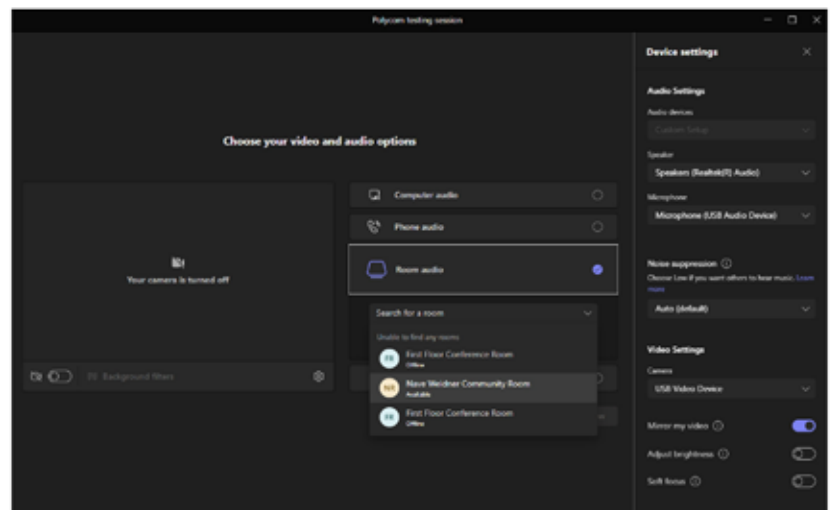 Polycom testing session
Choose your video and audio options
Your camera is turned off
Background filters
Computer audio
Phone audio
Room audio
Search for a room
Unable to find any rooms
First Floor Conference Room
Offline
NR
Nave Weidner Community Room
Available
First Floor Conference Room
Offline
Device settings
Audio Settings
Audio devices
Custom Setup
Speaker
Speakers (Realtek(R) Audio)
Microphone
Microphone (USB Audio Device)
Noise suppression
Choose Low if you want others to hear music. Learn
more
Auto (default)
Video Settings
Camera
USB Video Device
Mirror my video
Adjust brightness
Soft focus